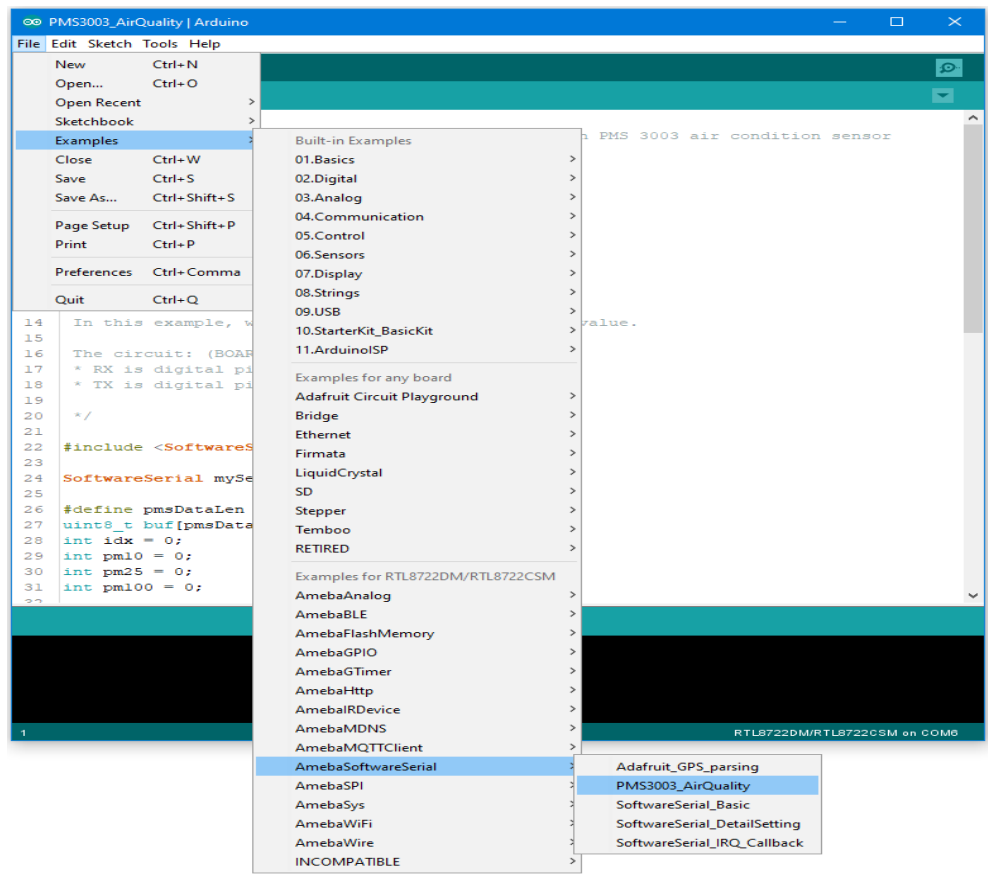 PMS3003_AirQuality | Arduino
File Edit Sketch Tools Help
New Ctrl+N
Open... Ctrl+O
Open Recent >
Sketchbook >
Examples >
Close Ctrl+W
Save Ctrl+S
Save As... Ctrl+Shift+S
Page Setup Ctrl+Shift+P
Print Ctrl+P
Preferences Ctrl+Comma
Quit Ctrl+Q
Built-in Examples
01.Basics >
02.Digital >
03.Analog >
04.Communication >
05.Control >
06.Sensors >
07.Display >
08.Strings >
09.USB >
10.StarterKit_BasicKit >
11.ArduinoISP >
Examples for any board
Adafruit Circuit Playground >
Bridge >
Ethernet >
Firmata >
LiquidCrystal >
SD >
Stepper >
Temboo >
RETIRED >
Examples for RTL8722DM/RTL8722CSM
AmebaAnalog >
AmebaBLE >
AmebaFlashMemory >
AmebaGPIO >
AmebaGTimer >
AmebaHttp >
AmebaIRDevice >
AmebaMDNS >
AmebaMQTTClient >
AmebaSoftwareSerial >
AmebaSPI >
AmebaSys >
AmebaWiFi >
AmebaWire >
INCOMPATIBLE >
Adafruit_GPS_parsing
PMS3003_AirQuality
SoftwareSerial_Basic
SoftwareSerial_DetailSetting
SoftwareSerial_IRQ_Callback
PMS 3003 air condition sensor
14 In this example, value.
15
16 The circuit: (BOAR
17 * RX is digital pi
18 * TX is digital pi
19
20 */
21
22 #include <SoftwareS
23
24 SoftwareSerial mySe
25
26 #define pmsDataLen
27 uint8_t buf[pmsData
28 int idx = 0;
29 int pm10 = 0;
30 int pm25 = 0;
31 int pm100 = 0;
1
RTL8722DM/RTL8722CSM on COM6